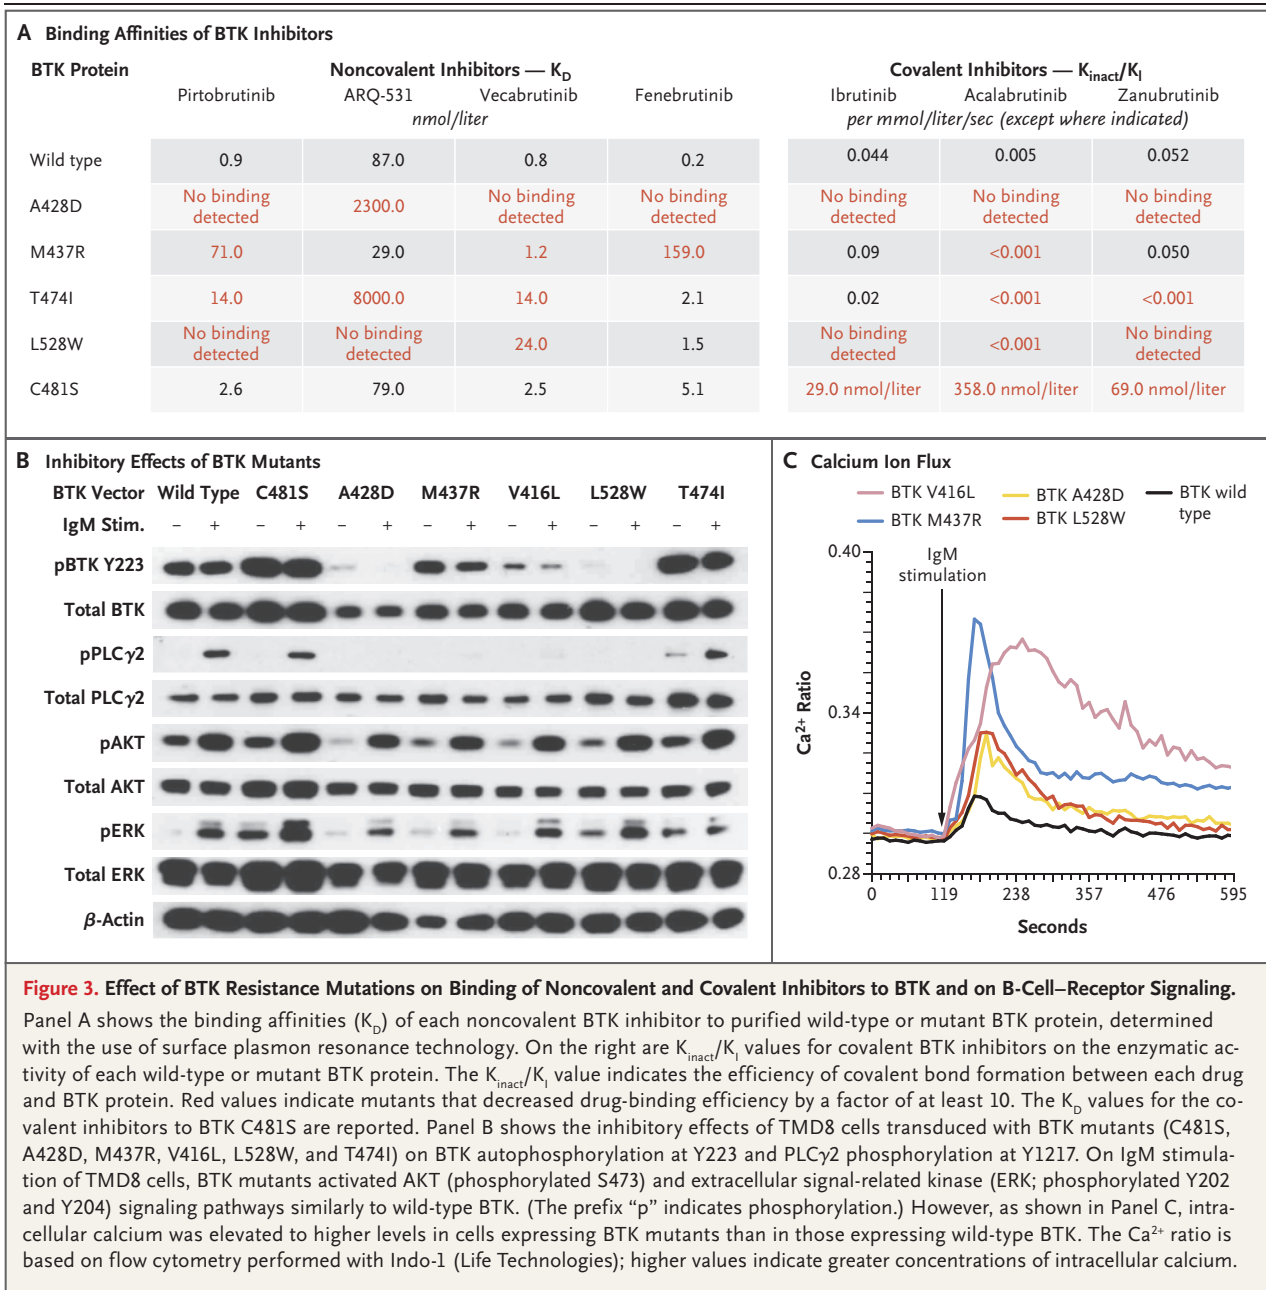 A Binding Affinities of BTK Inhibitors
BTK Protein Noncovalent Inhibitors — KD Covalent Inhibitors — Kinact/KI
Pirtobrutinib ARQ-531 Vecabrutinib Fenebrutinib Ibrutinib Acalabrutinib Zanubrutinib
nmol/liter per mmol/liter/sec (except where indicated)
Wild type 0.9 87.0 0.8 0.2 0.044 0.005 0.052
A428D No binding detected 2300.0 No binding detected No binding detected No binding detected No binding detected No binding detected
M437R 71.0 29.0 1.2 159.0 0.09 <0.001 0.050
T474I 14.0 8000.0 14.0 2.1 0.02 <0.001 <0.001
L528W No binding detected No binding detected 24.0 1.5 No binding detected <0.001 No binding detected
C481S 2.6 79.0 2.5 5.1 29.0 nmol/liter 358.0 nmol/liter 69.0 nmol/liter
B Inhibitory Effects of BTK Mutants
BTK Vector Wild Type C481S A428D M437R V416L L528W T474I
IgM Stim. – + – + – + – + – + – + – +
pBTK Y223
Total BTK
pPLCγ2
Total PLCγ2
pAKT
Total AKT
pERK
Total ERK
β-Actin
C Calcium Ion Flux
BTK V416L BTK A428D BTK wild type
BTK M437R BTK L528W
IgM stimulation
Ca2+ Ratio
0.40
0.34
0.28
0 119 238 357 476 595
Seconds
Figure 3. Effect of BTK Resistance Mutations on Binding of Noncovalent and Covalent Inhibitors to BTK and on B-Cell–Receptor Signaling.
Panel A shows the binding affinities (KD) of each noncovalent BTK inhibitor to purified wild-type or mutant BTK protein, determined
with the use of surface plasmon resonance technology. On the right are Kinact/KI values for covalent BTK inhibitors on the enzymatic ac-
tivity of each wild-type or mutant BTK protein. The Kinact/KI value indicates the efficiency of covalent bond formation between each drug
and BTK protein. Red values indicate mutants that decreased drug-binding efficiency by a factor of at least 10. The KD values for the co-
valent inhibitors to BTK C481S are reported. Panel B shows the inhibitory effects of TMD8 cells transduced with BTK mutants (C481S,
A428D, M437R, V416L, L528W, and T474I) on BTK autophosphorylation at Y223 and PLCγ2 phosphorylation at Y1217. On IgM stimula-
tion of TMD8 cells, BTK mutants activated AKT (phosphorylated S473) and extracellular signal-related kinase (ERK; phosphorylated Y202
and Y204) signaling pathways similarly to wild-type BTK. (The prefix “p” indicates phosphorylation.) However, as shown in Panel C, intra-
cellular calcium was elevated to higher levels in cells expressing BTK mutants than in those expressing wild-type BTK. The Ca2+ ratio is
based on flow cytometry performed with Indo-1 (Life Technologies); higher values indicate greater concentrations of intracellular calcium.